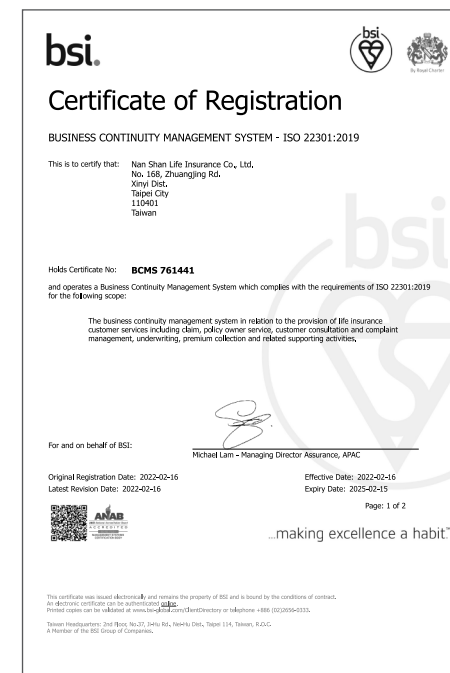 bsi.
bsi
By Royal Charter
Certificate of Registration
BUSINESS CONTINUITY MANAGEMENT SYSTEM - ISO 22301:2019
This is to certify that: Nan Shan Life Insurance Co., Ltd.
No. 168, Zhuangjing Rd.
Xinyi Dist.
Taipei City
110401
Taiwan
bsi
Holds Certificate No: BCMS 761441
and operates a Business Continuity Management System which complies with the requirements of ISO 22301:2019
for the following scope:
The business continuity management system in relation to the provision of life insurance
customer services including claim, policy owner service, customer consultation and complaint
management, underwriting, premium collection and related supporting activities.
For and on behalf of BSI:
Michael Lam - Managing Director Assurance, APAC
Original Registration Date: 2022-02-16 Effective Date: 2022-02-16
Latest Revision Date: 2022-02-16 Expiry Date: 2025-02-15
Page: 1 of 2
ANAB
ACCREDITED
...making excellence a habit.™
This certificate was issued electronically and remains the property of BSI and is bound by the conditions of contract.
An electronic certificate can be authenticated online.
Printed copies can be validated at www.bsi-global.com/ClientDirectory or telephone +886 (02)2656-0333.
Taiwan Headquarters: 2nd Floor, No.37, Ji-Hu Rd., Nei-Hu Dist., Taipei 114, Taiwan, R.O.C.
A Member of the BSI Group of Companies.